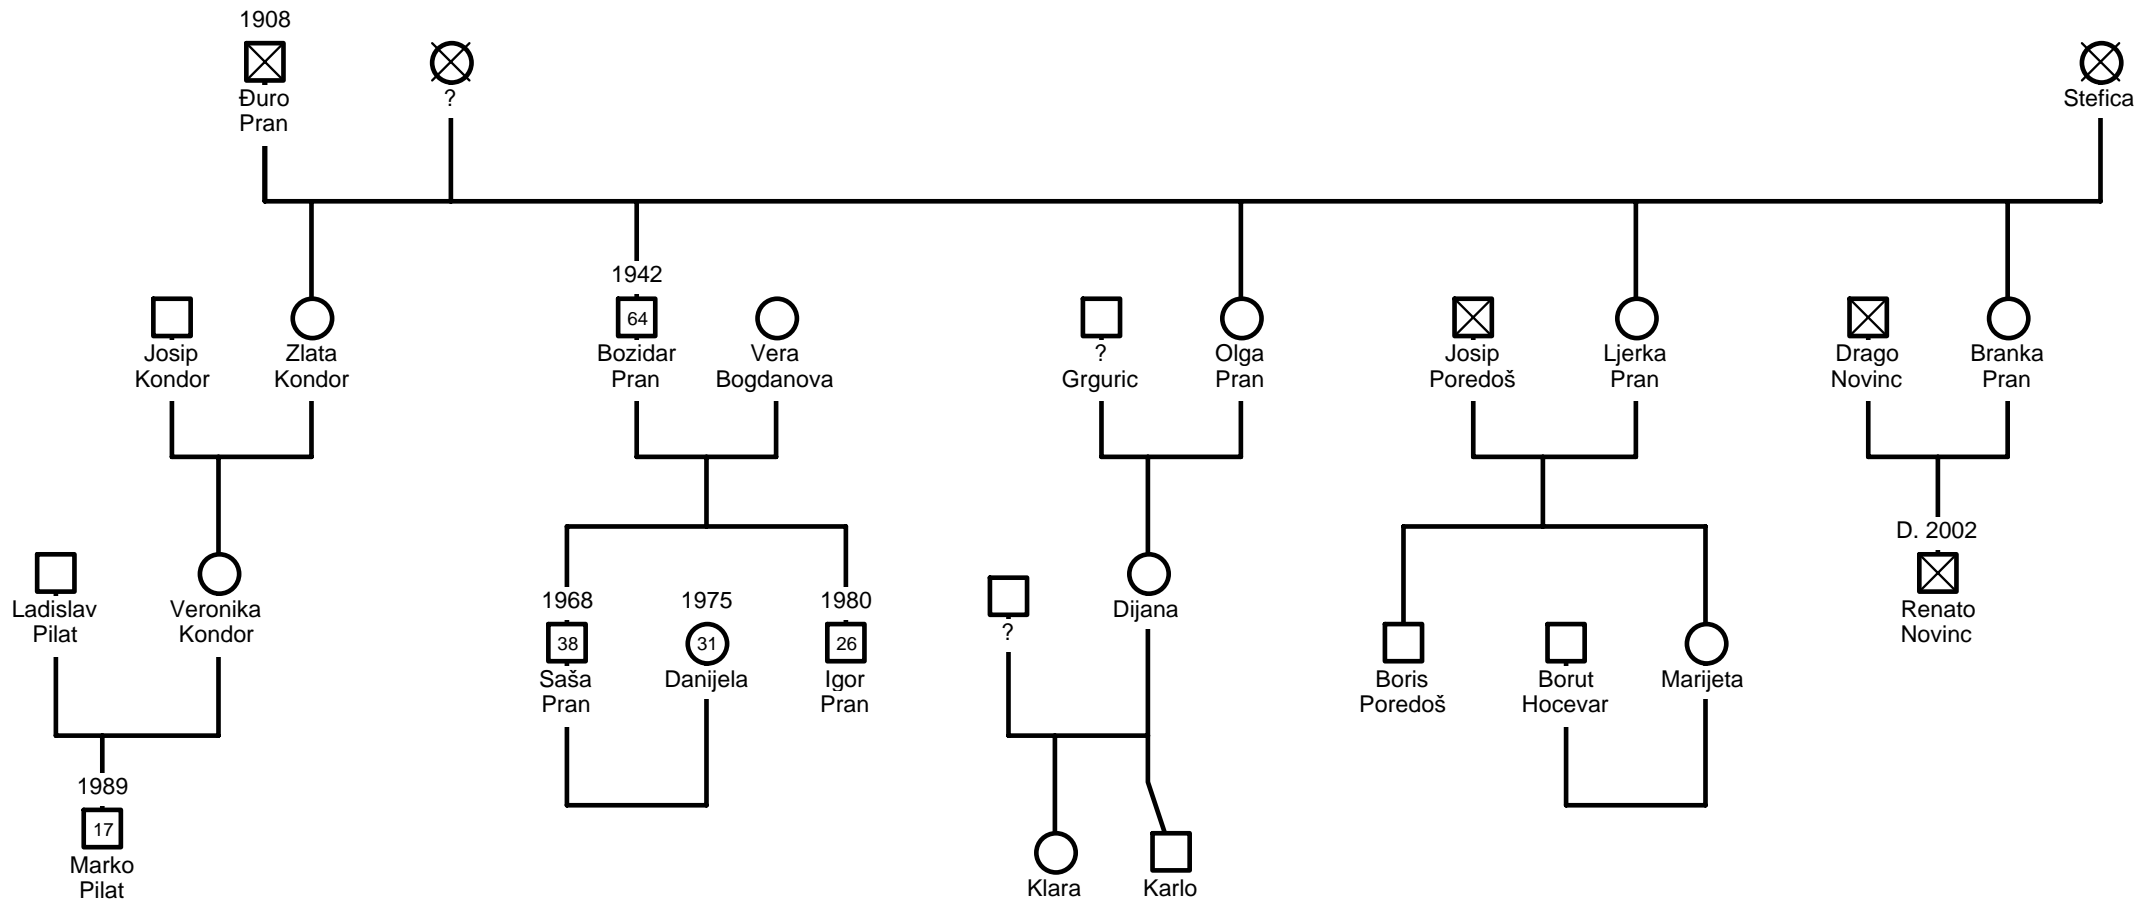 1908
Đuro
Pran
?
Stefica
Josip
Kondor
Zlata
Kondor
1942
64
Bozidar
Pran
Vera
Bogdanova
?
Grguric
Olga
Pran
Josip
Poredoš
Ljerka
Pran
Drago
Novinc
Branka
Pran
Ladislav
Pilat
Veronika
Kondor
1968
38
Saša
Pran
1975
31
Danijela
1980
26
Igor
Pran
?
Dijana
Boris
Poredoš
Borut
Hocevar
Marijeta
D. 2002
Renato
Novinc
1989
17
Marko
Pilat
Klara
Karlo